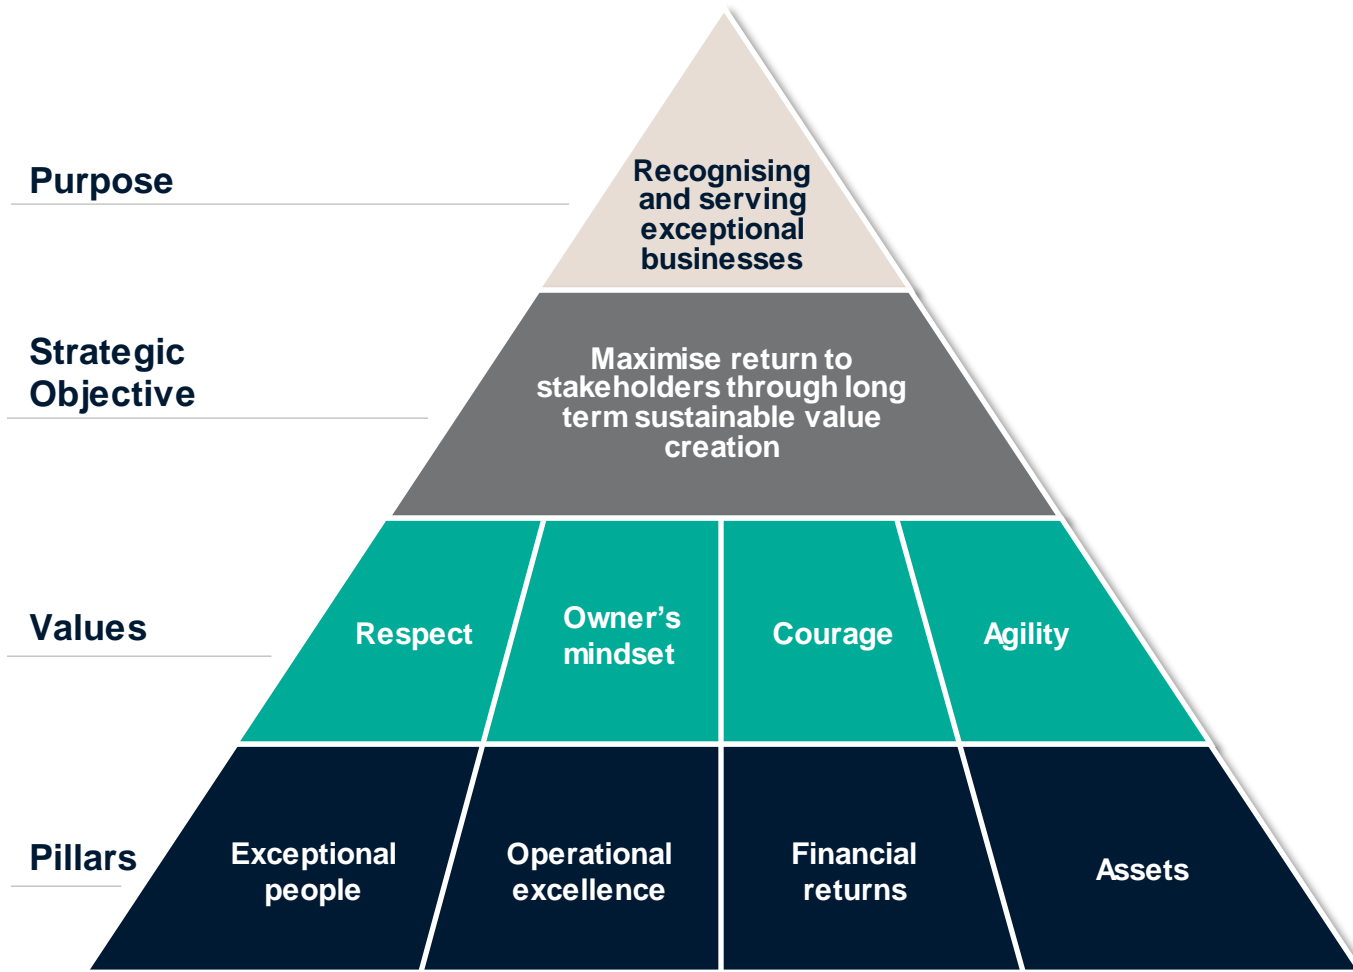 Purpose
Recognising
and serving
exceptional
businesses
Strategic
Objective
Maximise return to
stakeholders through long
term sustainable value
creation
Values
Respect
Owner’s
mindset
Courage
Agility
Pillars
Exceptional
people
Operational
excellence
Financial
returns
Assets